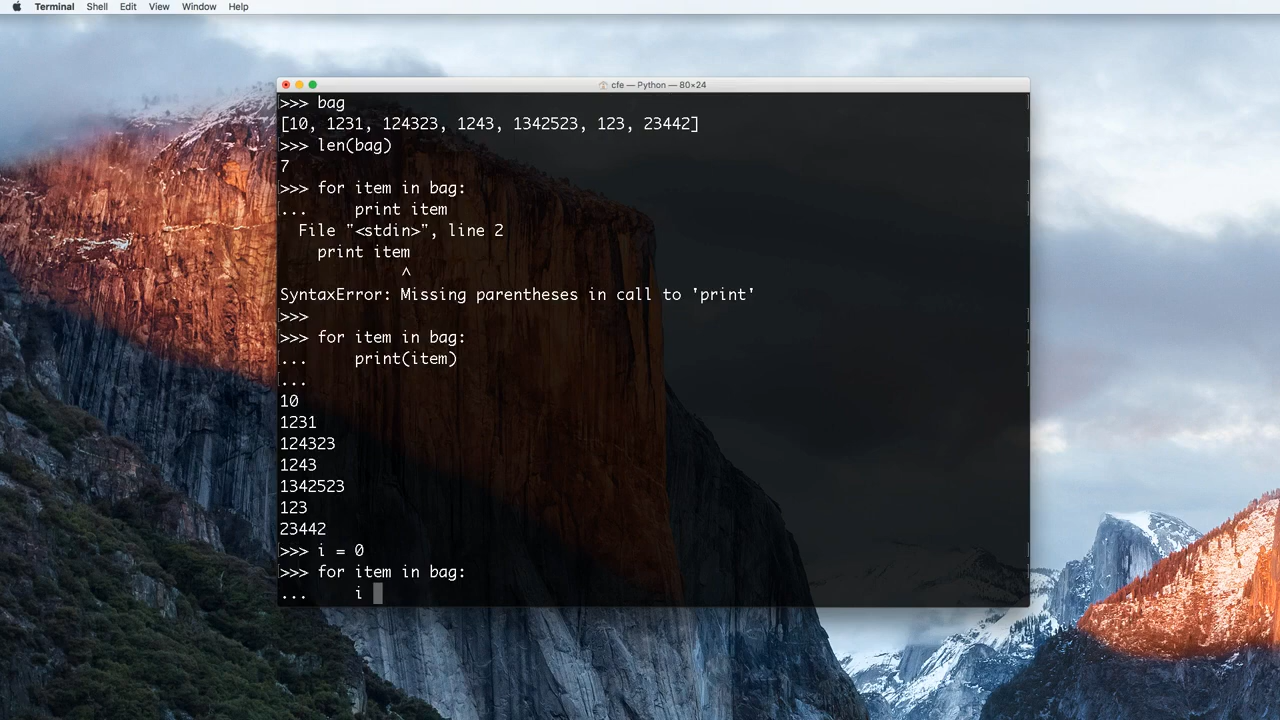 Terminal Shell Edit View Window Help
cfe — Python — 80×24
>>> bag
[10, 1231, 124323, 1243, 1342523, 123, 23442]
>>> len(bag)
7
>>> for item in bag:
...     print item
  File "<stdin>", line 2
    print item
             ^
SyntaxError: Missing parentheses in call to 'print'
>>>
>>> for item in bag:
...     print(item)
...
10
1231
124323
1243
1342523
123
23442
>>> i = 0
>>> for item in bag:
...     i